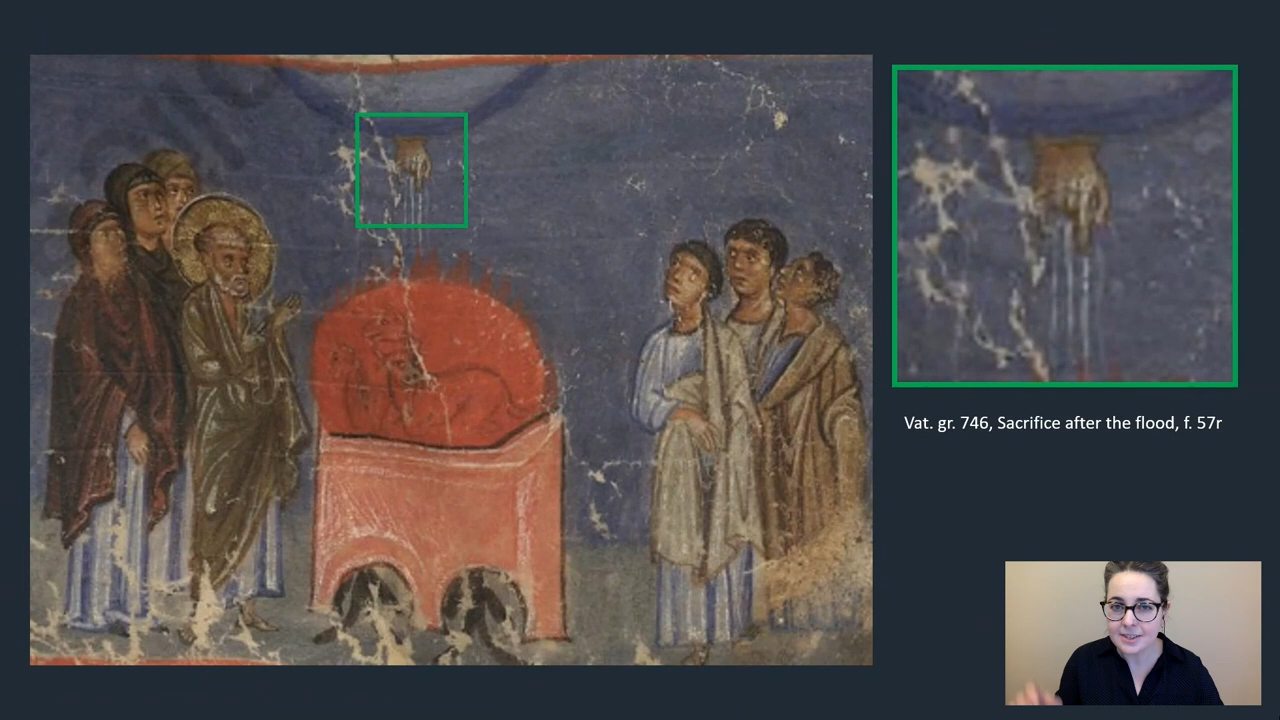 Vat. gr. 746, Sacrifice after the flood, f. 57r